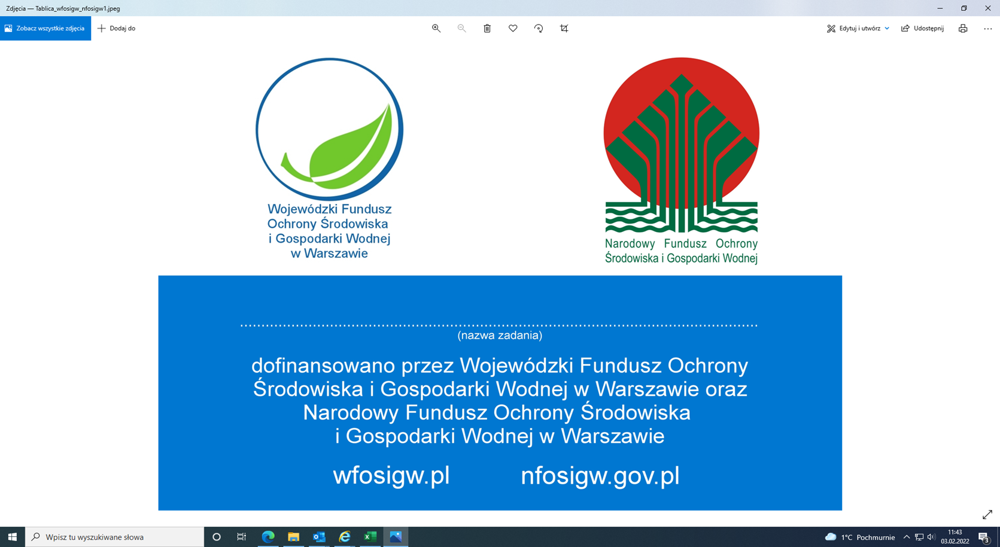 Zdjęcia — Tablica_wfosigw_nfosigw1.jpeg
Zobacz wszystkie zdjęcia
Dodaj do
Edytuj i utwórz
Udostępnij
Wojewódzki Fundusz
Ochrony Środowiska
i Gospodarki Wodnej
w Warszawie
Narodowy Fundusz Ochrony
Środowiska i Gospodarki Wodnej
(nazwa zadania)
dofinansowano przez Wojewódzki Fundusz Ochrony
Środowiska i Gospodarki Wodnej w Warszawie oraz
Narodowy Fundusz Ochrony Środowiska
i Gospodarki Wodnej w Warszawie
wfosigw.pl nfosigw.gov.pl
Wpisz tu wyszukiwane słowa
1°C Pochmurnie
11:43
03.02.2022
3